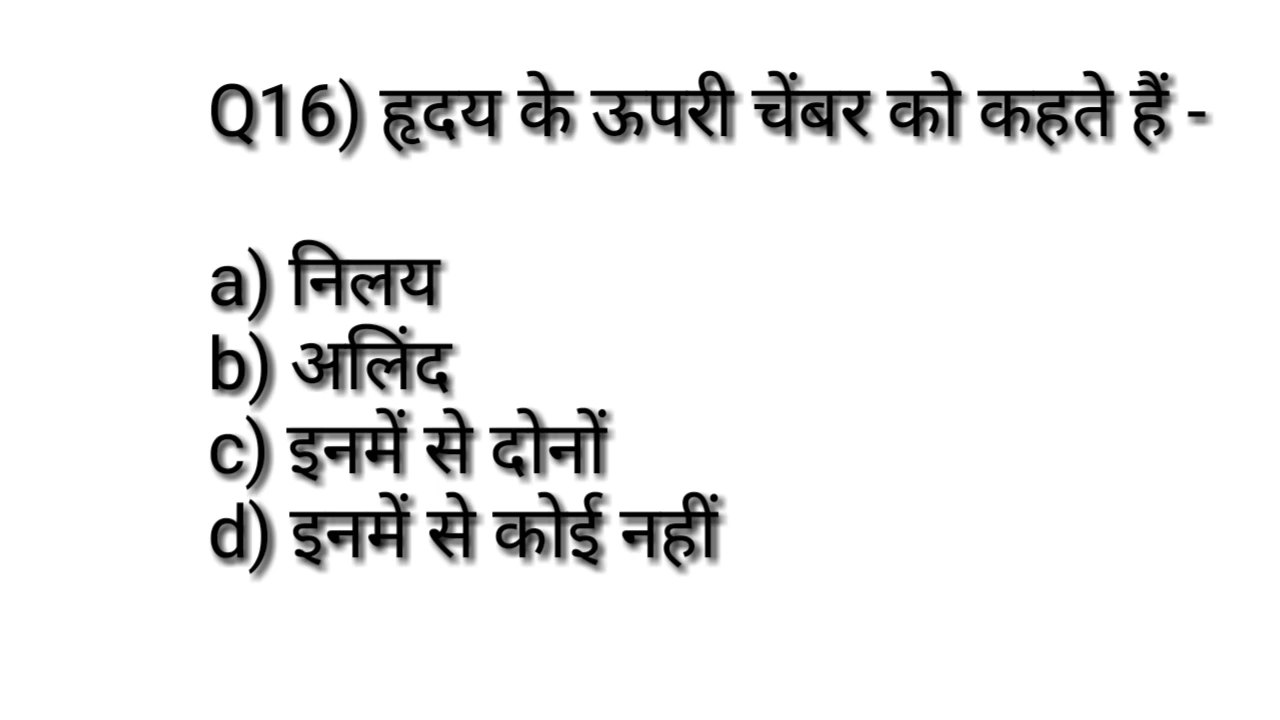 Q16) हृदय के ऊपरी चेंबर को कहते हैं -
a) निलय
b) अलिंद
c) इनमें से दोनों
d) इनमें से कोई नहीं